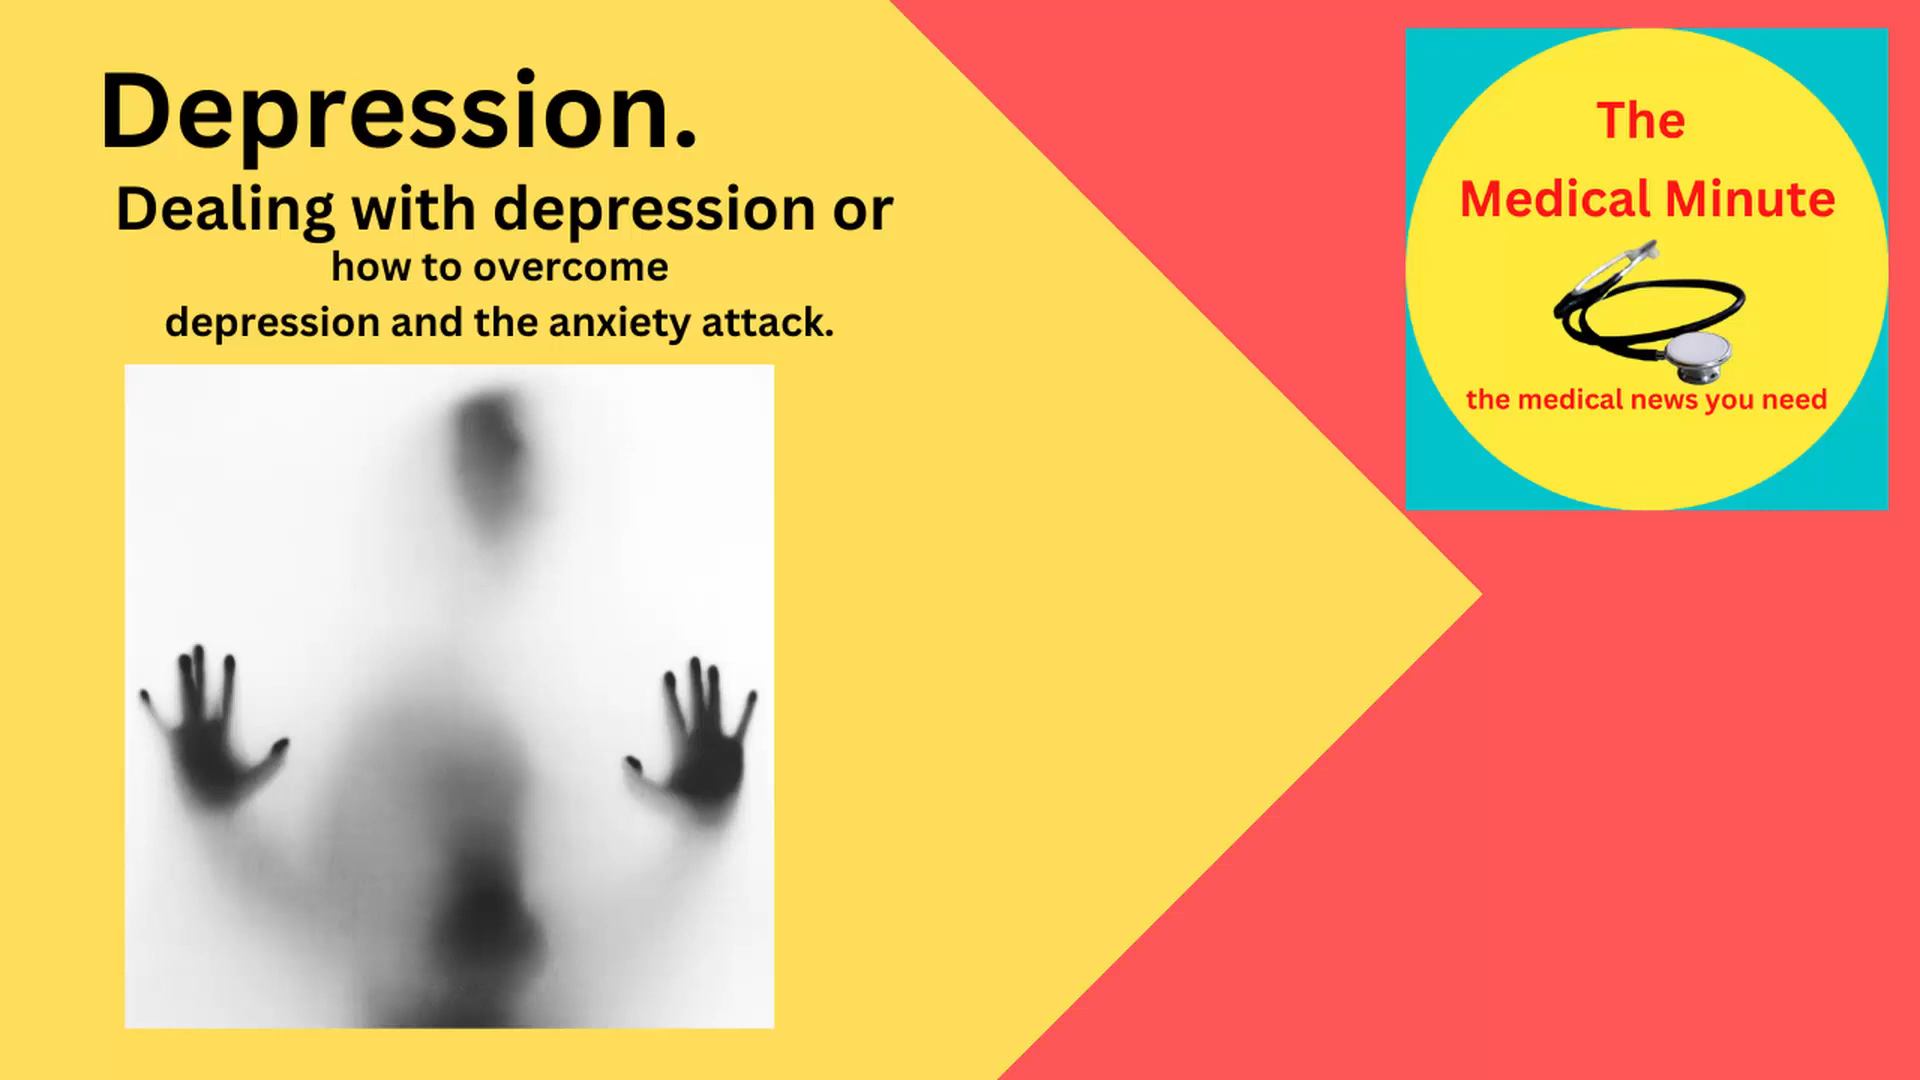 Depression.
Dealing with depression or
how to overcome
depression and the anxiety attack.
The
Medical Minute
the medical news you need